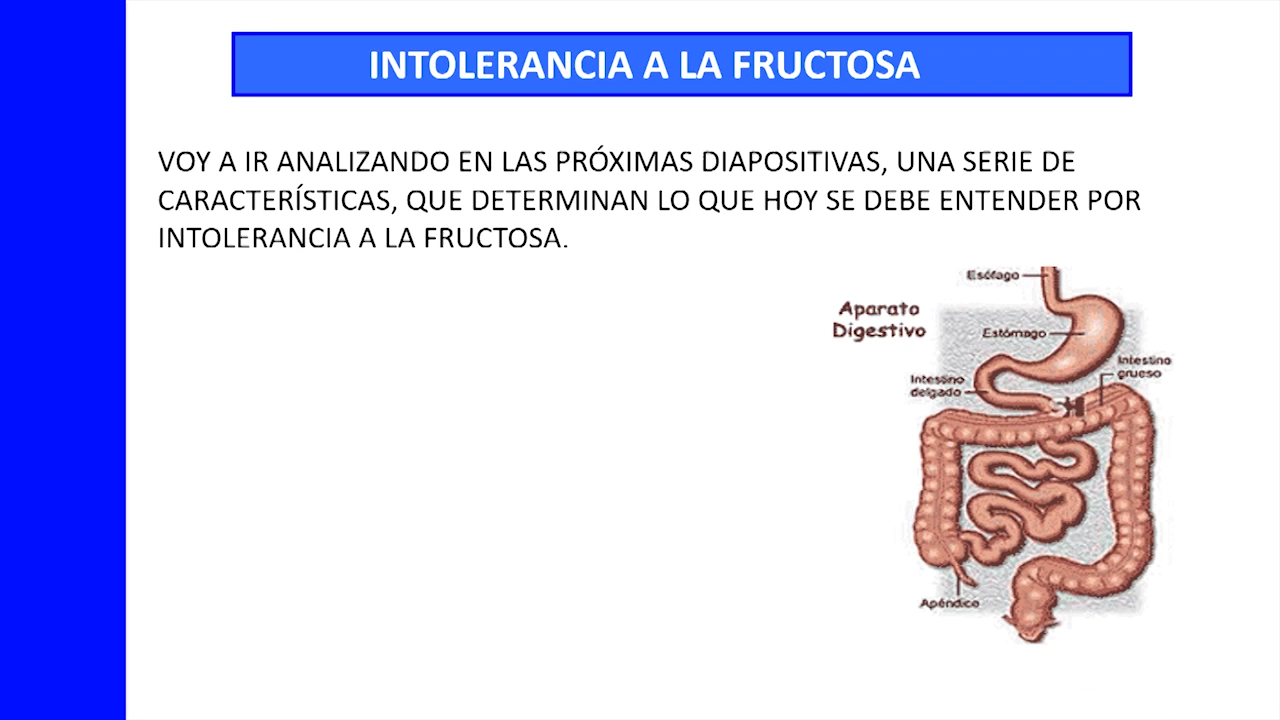 INTOLERANCIA A LA FRUCTOSA
VOY A IR ANALIZANDO EN LAS PRÓXIMAS DIAPOSITIVAS, UNA SERIE DE
CARACTERÍSTICAS, QUE DETERMINAN LO QUE HOY SE DEBE ENTENDER POR
INTOLERANCIA A LA FRUCTOSA.
Esófago
Aparato
Digestivo
Estómago
Intestino
grueso
Intestino
delgado
Apéndice